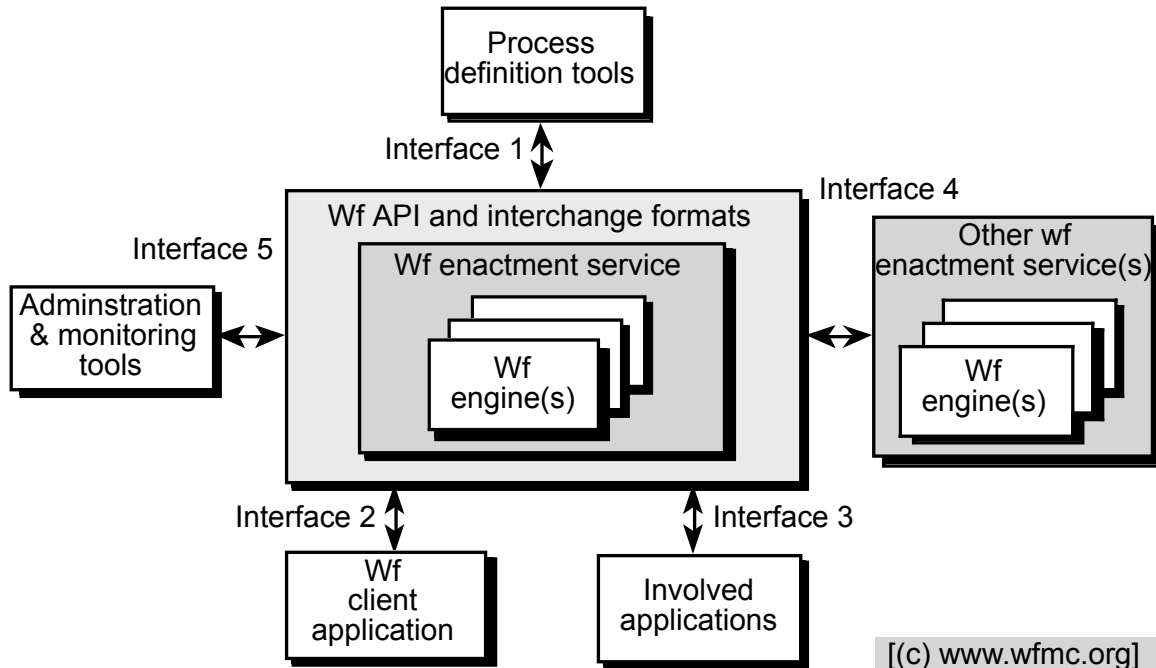 Process
definition tools
Interface 1
Interface 4
Wf API and interchange formats
Other wf
enactment service(s)
Interface 5
Wf enactment service
Adminstration
& monitoring
tools
Wf
engine(s)
Wf
engine(s)
Interface 2
Interface 3
Wf
client
application
Involved
applications
[(c) www.wfmc.org]